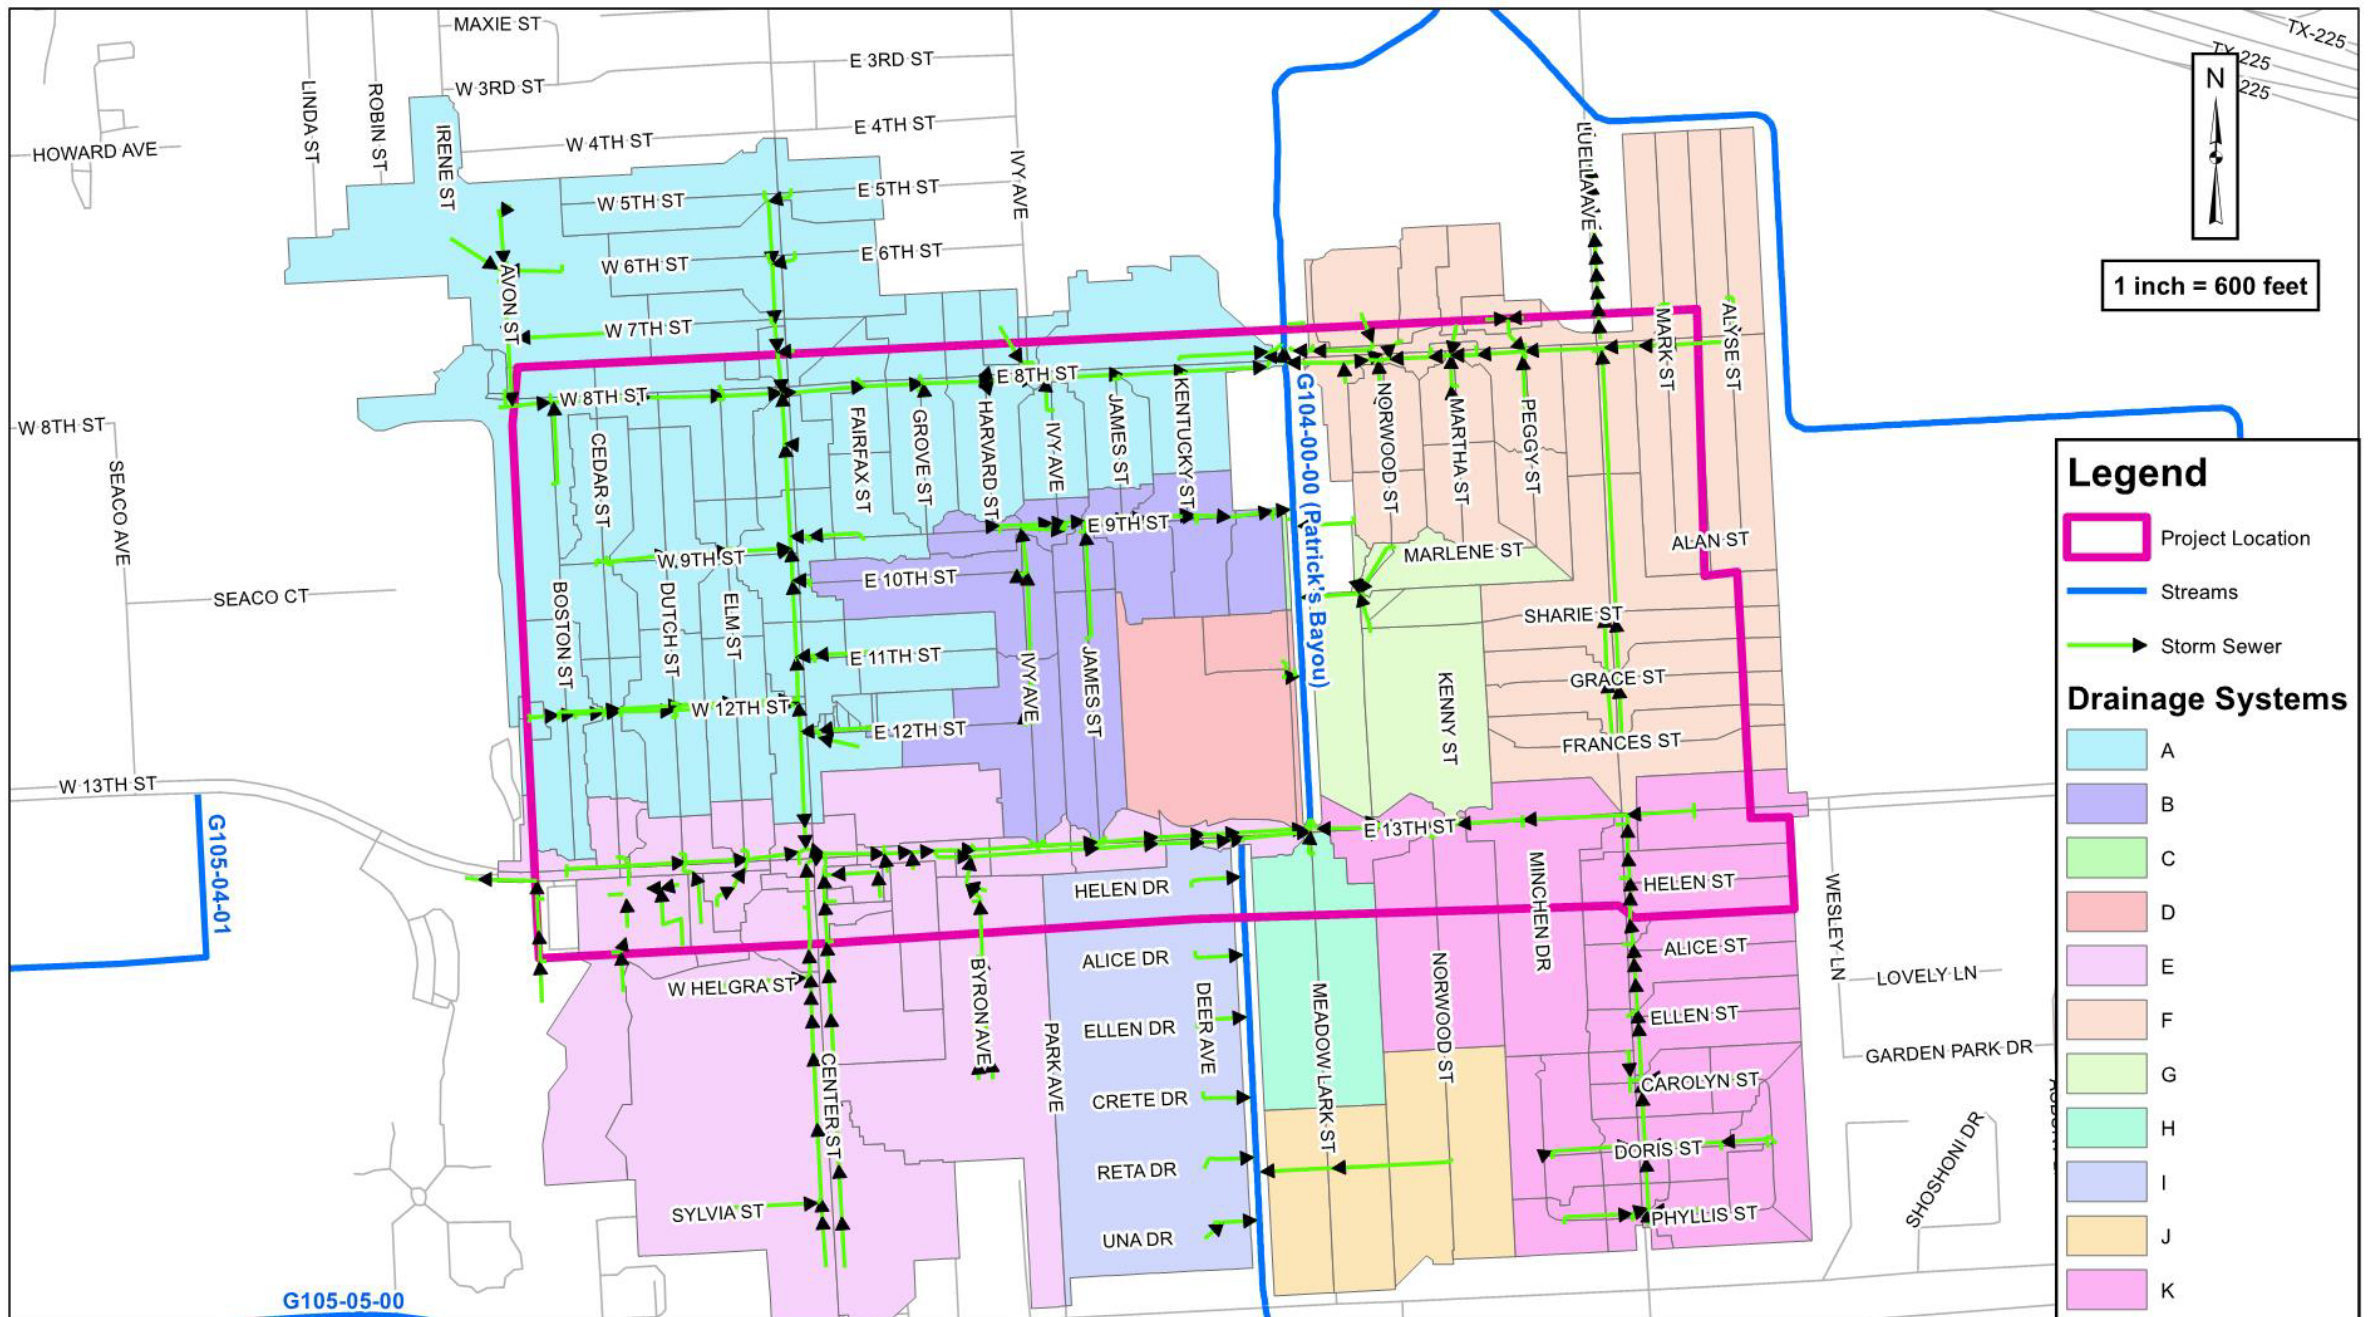 MAXIE ST
TX-225
TX-225
225
E 3RD ST
W 3RD ST
N
LINDA ST
ROBIN ST
IRENE ST
E 4TH ST
W 4TH ST
HOWARD AVE
IVY AVE
LUELLA AVE
E 5TH ST
W 5TH ST
E 6TH ST
W 6TH ST
1 inch = 600 feet
AVON ST
W 7TH ST
MARK ST
ALYSE ST
E 8TH ST
W 8TH ST
W 8TH ST
CEDAR ST
FAIRFAX ST
GROVE ST
HARVARD ST
IVY AVE
JAMES ST
KENTUCKY ST
G104-00-00 (Patrick's Bayou)
NORWOOD ST
MARTHA ST
PEGGY ST
SEACO AVE
E 9TH ST
W 9TH ST
MARLENE ST
ALAN ST
E 10TH ST
SEACO CT
BOSTON ST
DUTCH ST
ELM ST
SHARIE ST
E 11TH ST
IVY AVE
JAMES ST
KENNY ST
GRACE ST
W 12TH ST
E 12TH ST
FRANCES ST
W 13TH ST
E 13TH ST
G105-04-01
HELEN DR
MINCHEN DR
HELEN ST
WESLEY LN
ALICE DR
ALICE ST
LOVELY LN
W HELGRA ST
BYRON AVE
DEER AVE
MEADOW LARK ST
NORWOOD ST
ELLEN DR
ELLEN ST
PARK AVE
CENTER ST
GARDEN PARK DR
CRETE DR
CAROLYN ST
RETA DR
DORIS ST
SHOSHONI DR
SYLVIA ST
UNA DR
PHYLLIS ST
G105-05-00
Legend
Project Location
Streams
Storm Sewer
Drainage Systems
A
B
C
D
E
F
G
H
I
J
K